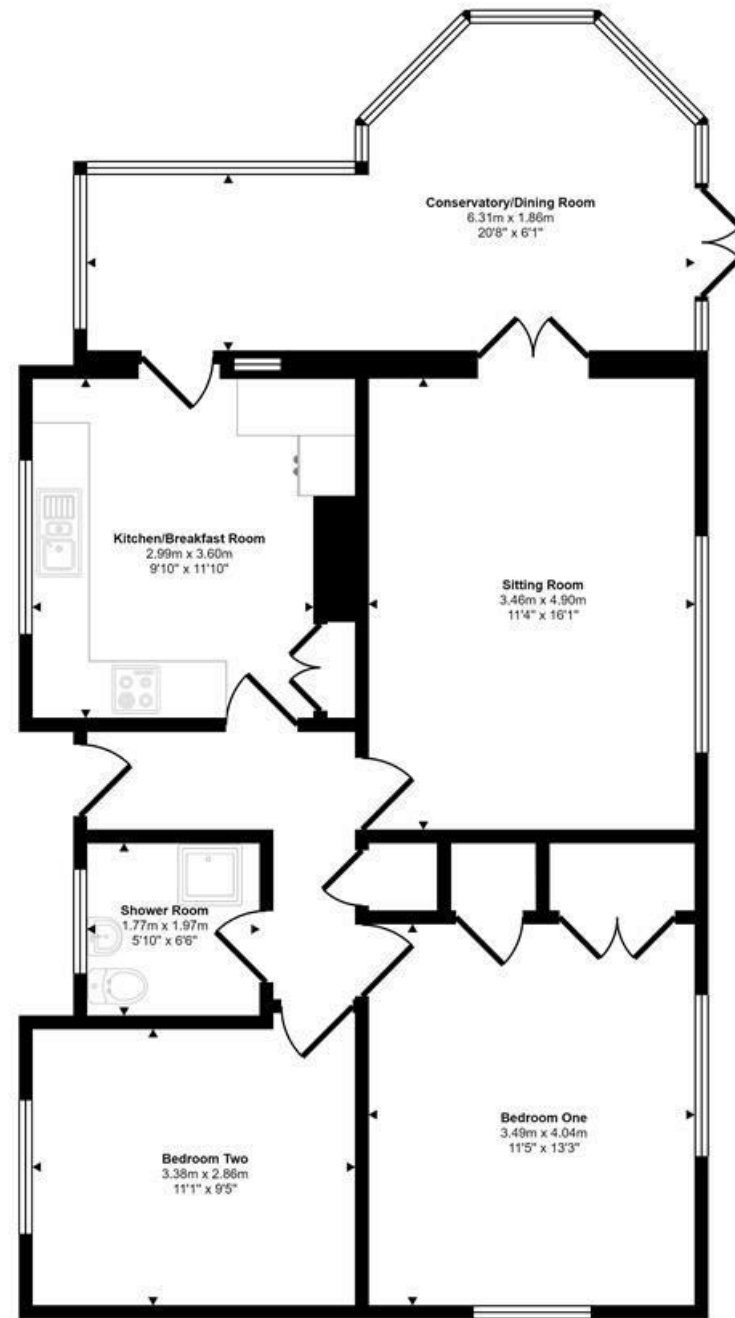 Conservatory/Dining Room
6.31m x 1.86m
20'8" x 6'1"
Kitchen/Breakfast Room
2.99m x 3.60m
9'10" x 11'10"
Sitting Room
3.46m x 4.90m
11'4" x 16'1"
Shower Room
1.77m x 1.97m
5'10" x 6'6"
Bedroom One
3.49m x 4.04m
11'5" x 13'3"
Bedroom Two
3.38m x 2.86m
11'1" x 9'5"